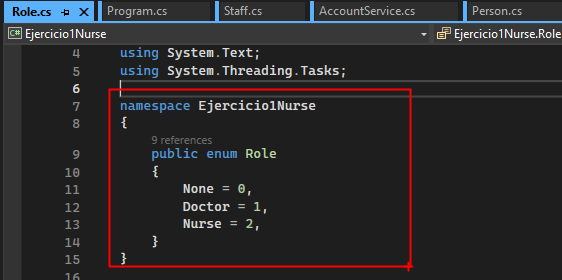 Role.cs
Program.cs
Staff.cs
AccountService.cs
Person.cs
C# Ejercicio1Nurse
Ejercicio1Nurse.Role
4 using System.Text;
5 using System.Threading.Tasks;
6
7 namespace Ejercicio1Nurse
8 {
9 references
9 public enum Role
10 {
11 None = 0,
12 Doctor = 1,
13 Nurse = 2,
14 }
15 }
16